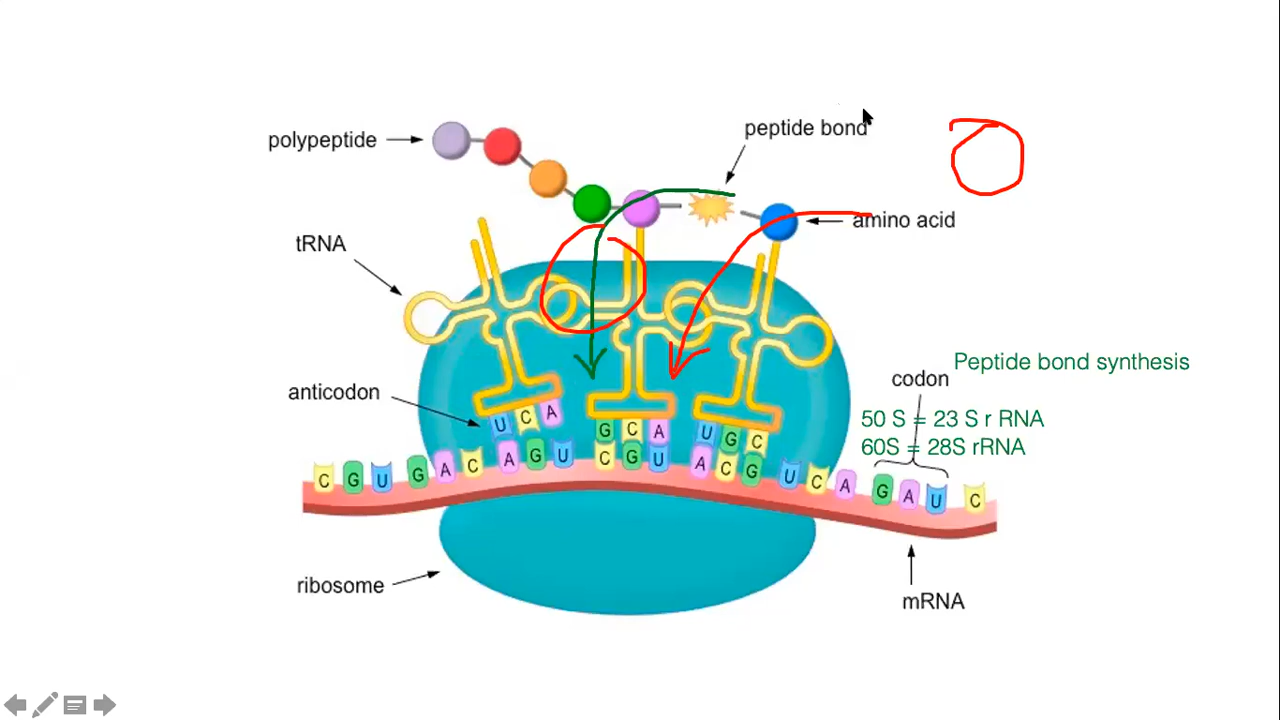 peptide bond
polypeptide
amino acid
tRNA
Peptide bond synthesis
codon
anticodon
50 S = 23 S r RNA
60S = 28S rRNA
U C A
G C A
U G C
C G U G A C A G U C G U A C G U C A G A U C
ribosome
mRNA